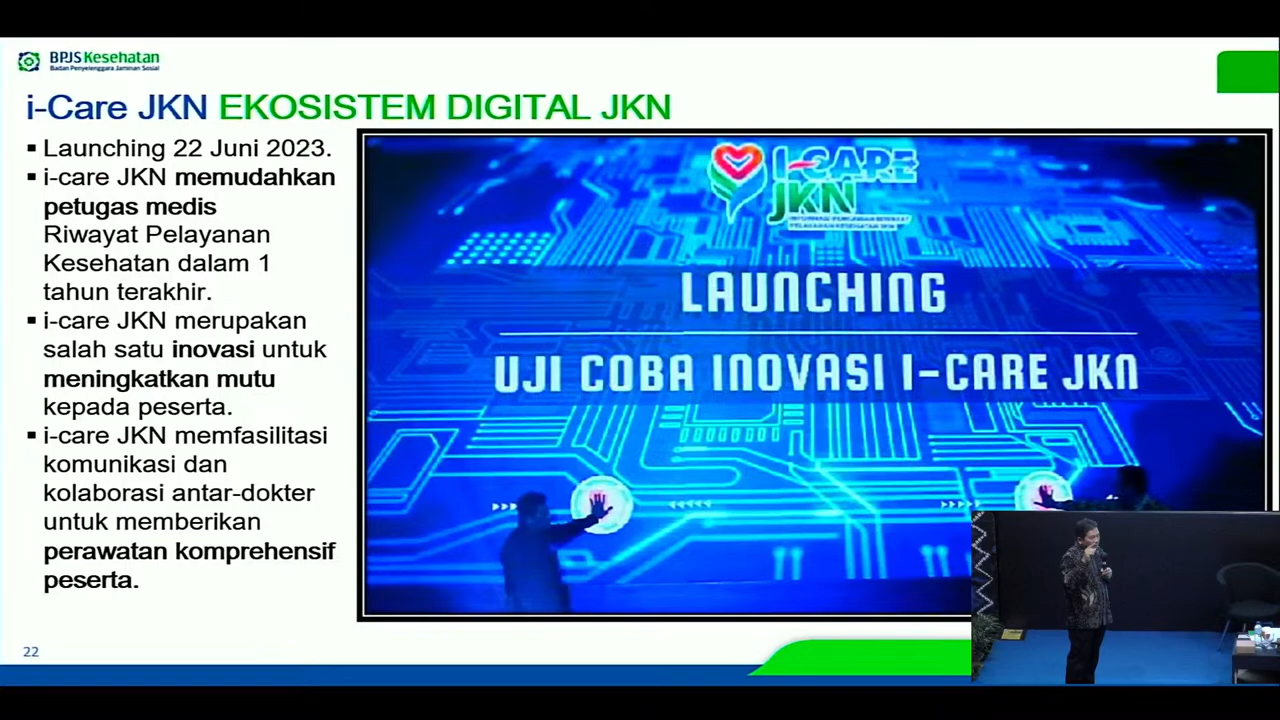 BPJS Kesehatan
Badan Penyelenggara Jaminan Sosial
i-Care JKN EKOSISTEM DIGITAL JKN
▪ Launching 22 Juni 2023.
▪ i-care JKN memudahkan
petugas medis
Riwayat Pelayanan
Kesehatan dalam 1
tahun terakhir.
▪ i-care JKN merupakan
salah satu inovasi untuk
meningkatkan mutu
kepada peserta.
▪ i-care JKN memfasilitasi
komunikasi dan
kolaborasi antar-dokter
untuk memberikan
perawatan komprehensif
peserta.
I-CARE
JKN
LAUNCHING
UJI COBA INOVASI I-CARE JKN
22